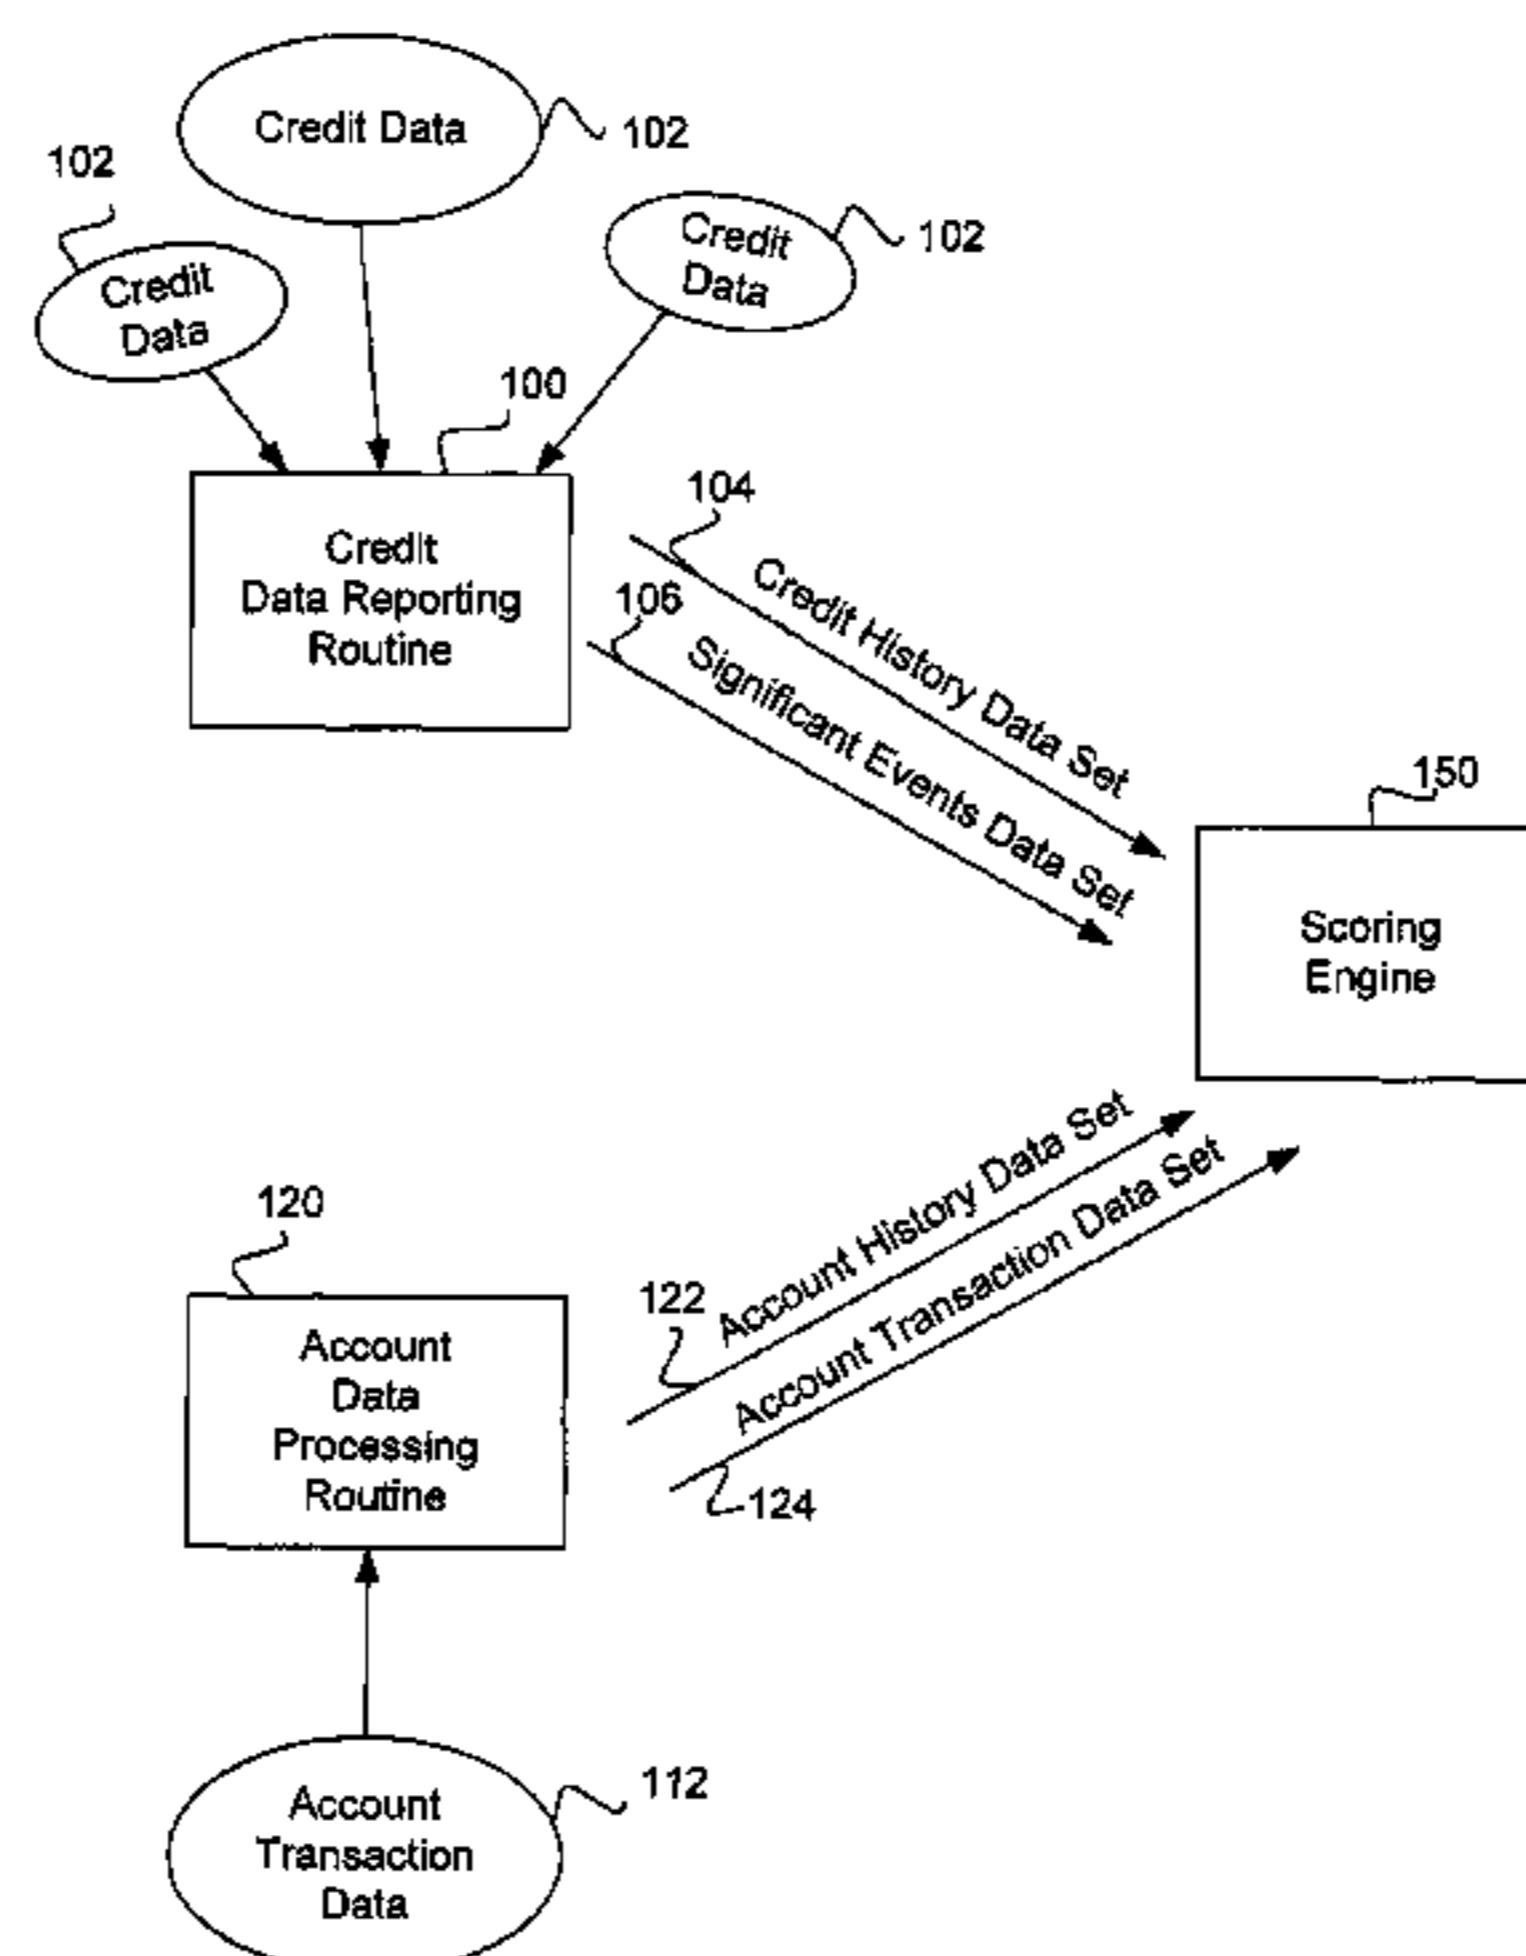 Credit Data
102
102
Credit
Data
102
Credit
Data
100
Credit
Data Reporting
Routine
104
Credit History Data Set
106
Significant Events Data Set
150
Scoring
Engine
120
Account
Data
Processing
Routine
122
Account History Data Set
Account Transaction Data Set
124
112
Account
Transaction
Data